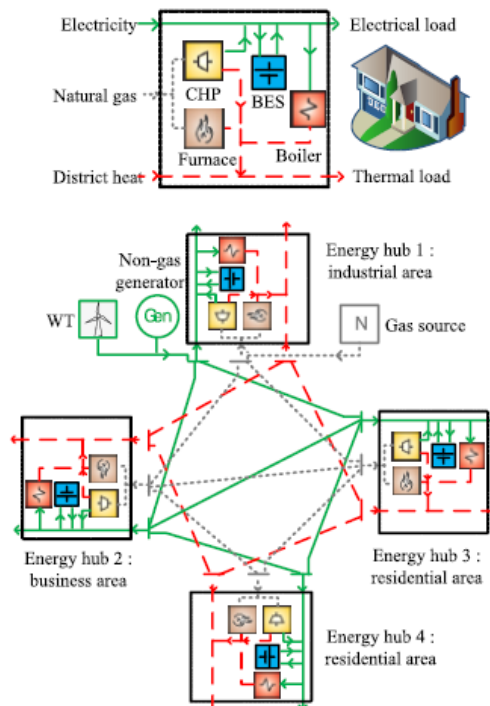 Electricity
Electrical load
CHP
BES
Natural gas
Furnace
Boiler
District heat
Thermal load
Non-gas
generator
Energy hub 1 :
industrial area
WT
Gen
N
Gas source
Energy hub 2 :
business area
Energy hub 3 :
residential area
Energy hub 4 :
residential area